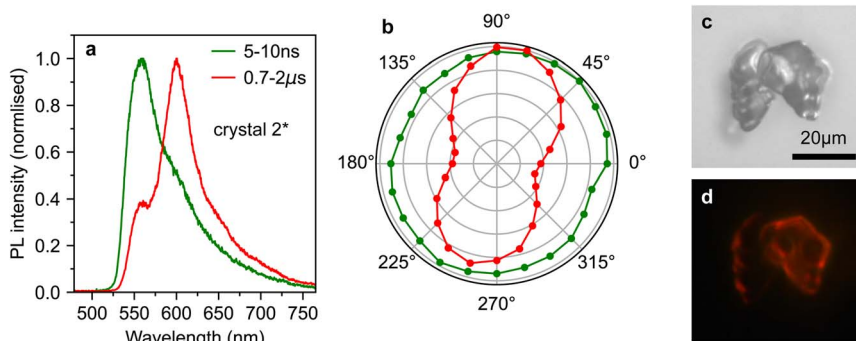 a
5-10ns
0.7-2μs
crystal 2*
PL intensity (normlised)
1.0
0.8
0.6
0.4
0.2
0.0
500
550
600
650
700
750
Wavelength (nm)
b
90°
135°
45°
180°
0°
225°
315°
270°
c
20μm
d